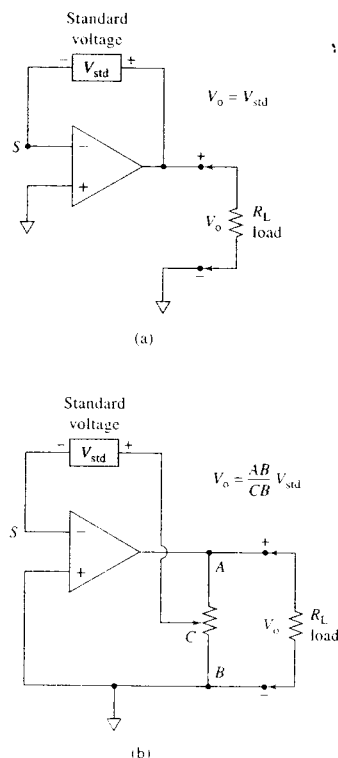 Standard
voltage
− V_std +
V_o = V_std
S
−
+
+
V_o
R_L
load
−
(a)
Standard
voltage
− V_std +
V_o = AB/CB V_std
S
−
+
A
+
C
V_o
R_L
load
B
−
(b)